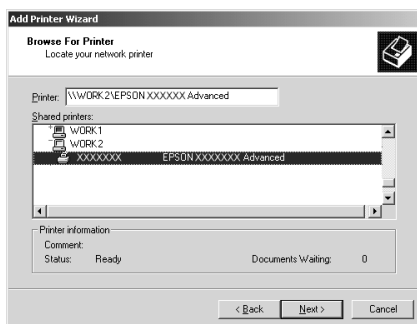 Add Printer Wizard
Browse For Printer
Locate your network printer
Printer: \\WORK2\EPSON XXXXXX Advanced
Shared printers:
WORK1
WORK2
XXXXXXX EPSON XXXXXXX Advanced
Printer information
Comment:
Status: Ready Documents Waiting: 0
< Back Next > Cancel